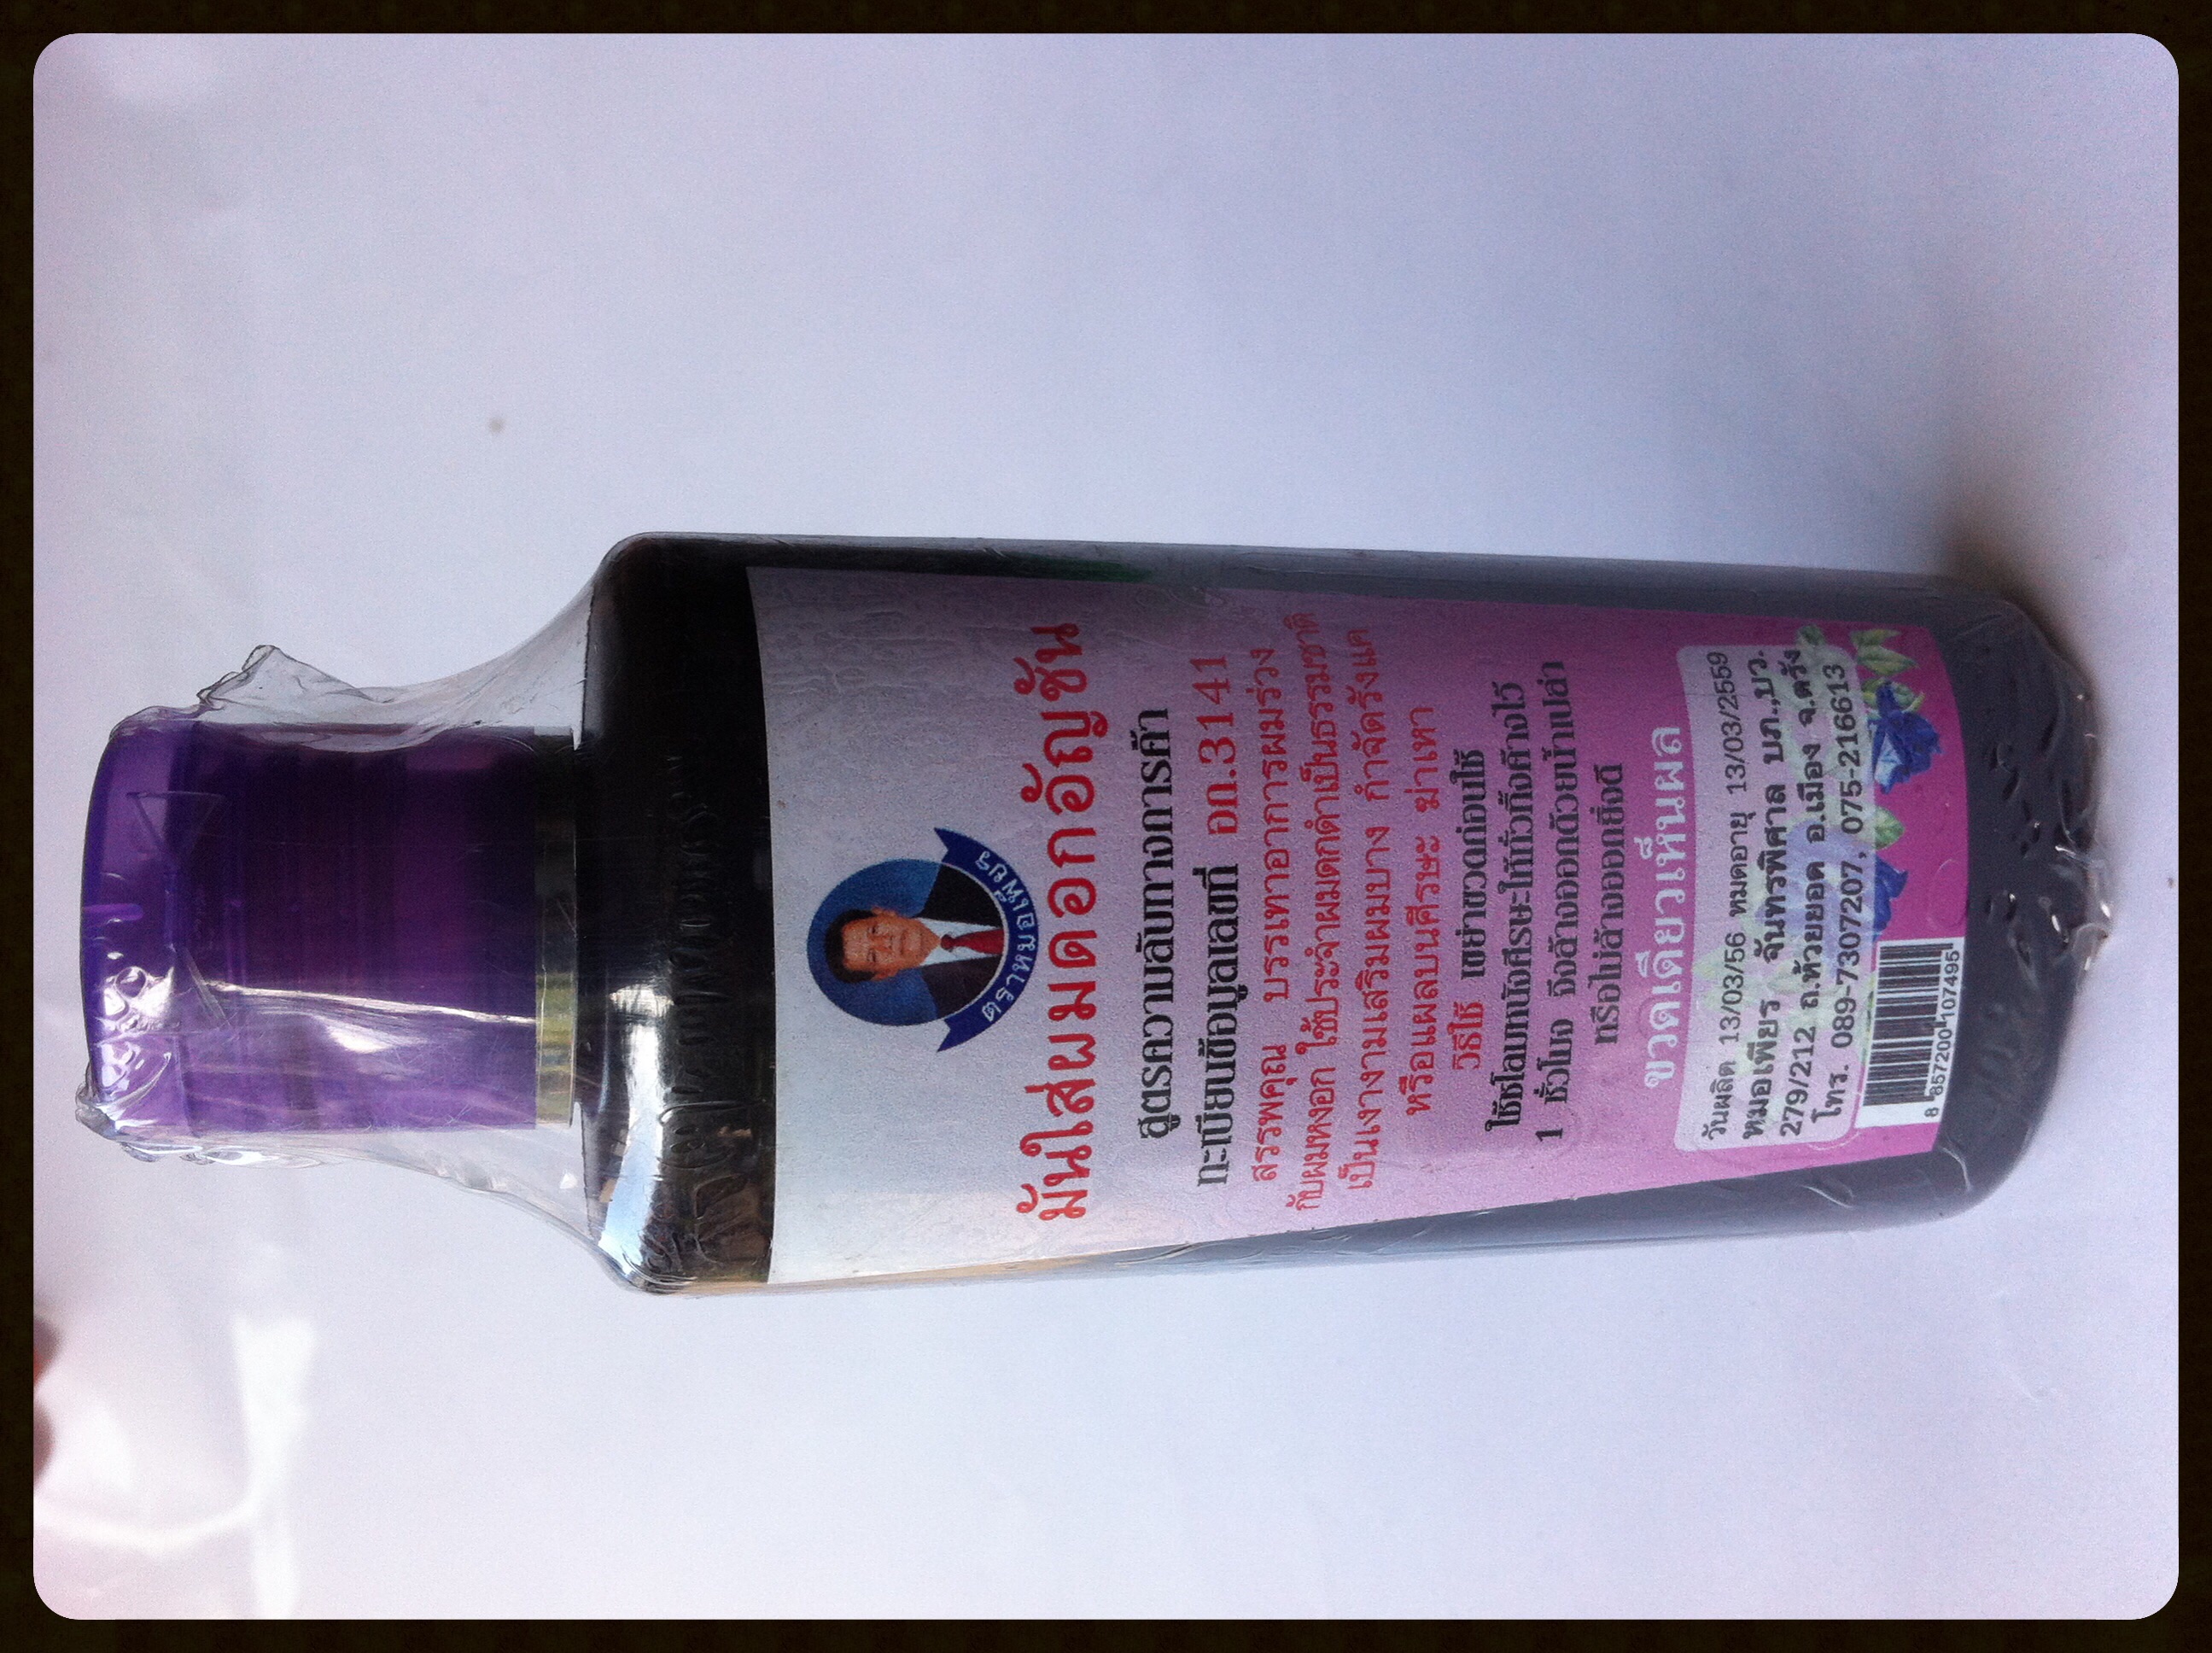 ตราหมอเพียร
มันใส่ผมดอกอัญชัน
สูตรความลับทางการค้า
ทะเบียนข้อมูลเลขที่ อก.3141
สรรพคุณ บรรเทาอาการผมร่วง
กับผมหงอก ใช้ประจำผมดกดำเป็นธรรมชาติ
เป็นเงางามเสริมผมบาง กำจัดรังแค
หรือแผลบนศีรษะ ฆ่าเหา
วิธีใช้ เขย่าขวดก่อนใช้
ใช้ชโลมหนังศีรษะให้ทั่วทิ้งค้างไว้
1 ชั่วโมง จึงล้างออกด้วยน้ำเปล่า
หรือไม่ล้างออกยิ่งดี
ขวดเดียวเห็นผล
วันผลิต 13/03/56 หมดอายุ 13/03/2559
หมอเพียร จันทรพิศาล บภ.,บว.
279/212 ถ.ห้วยยอด อ.เมือง จ.ตรัง
โทร. 089-7307207, 075-216613
8 857200 107495